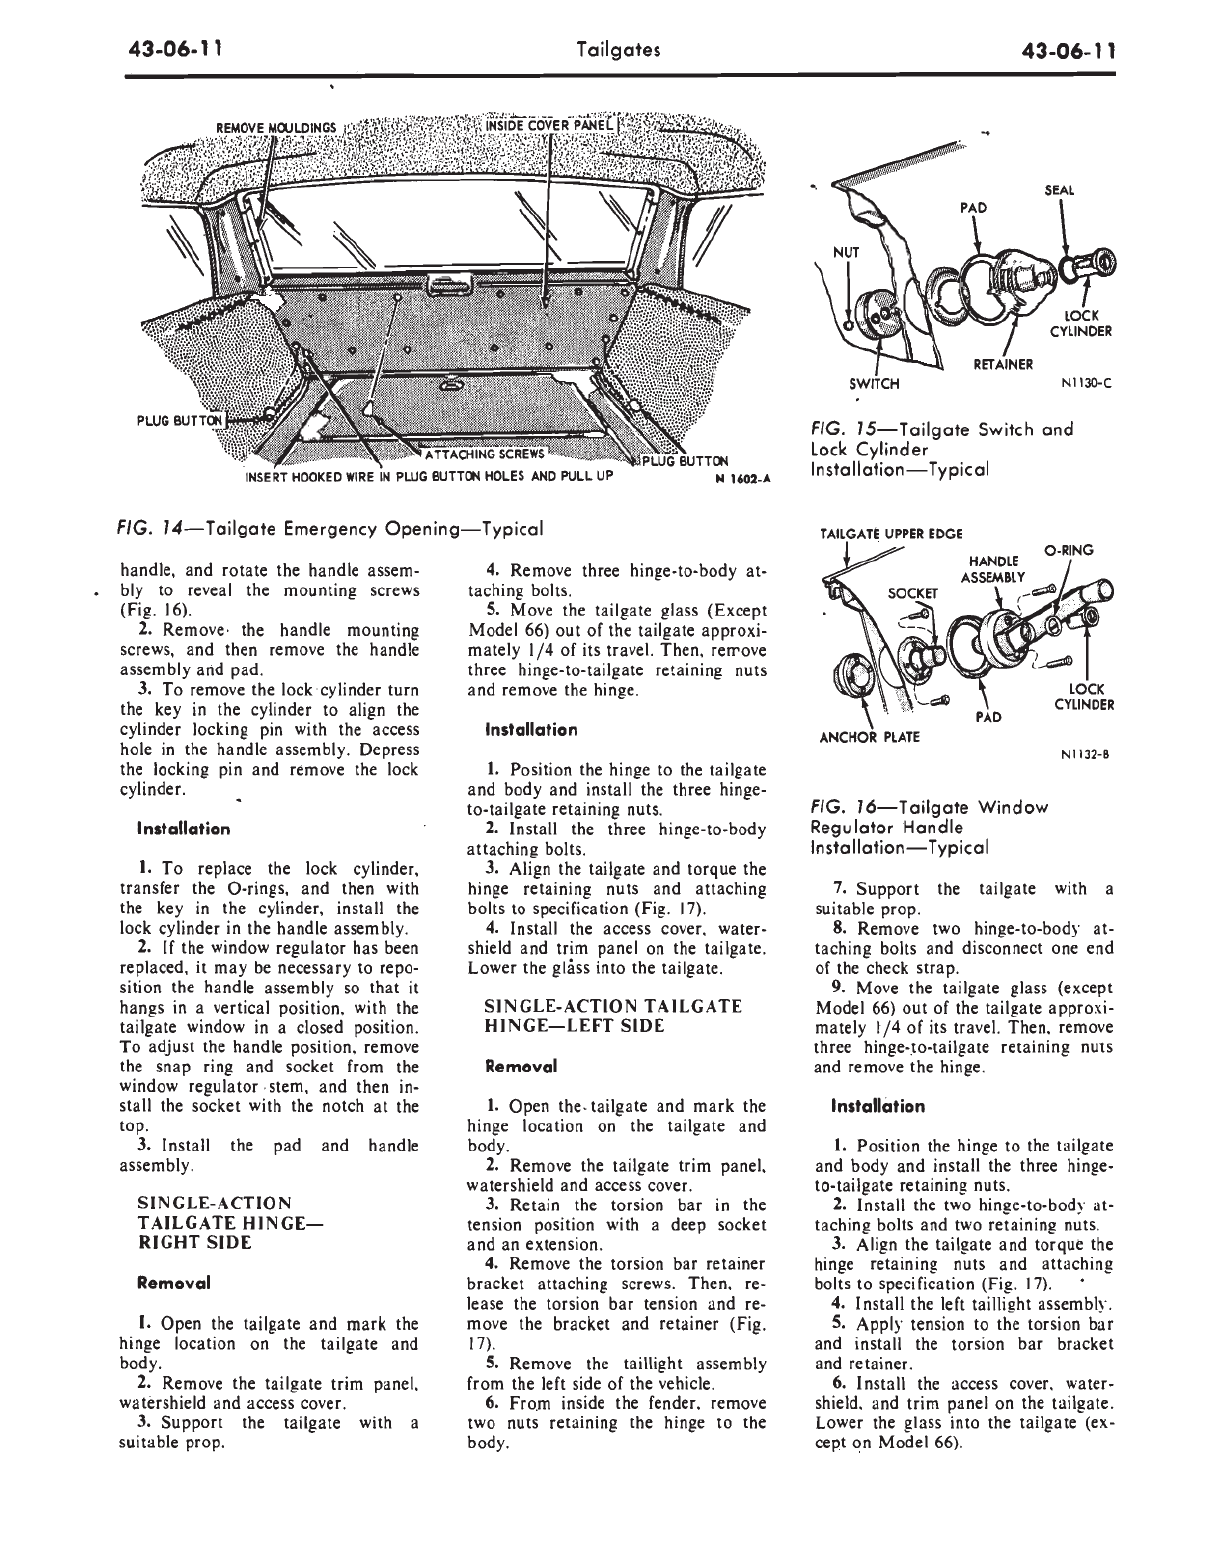 43-06-11
Tailgates
43-06-11
REMOVE MOULDINGS
INSIDE COVER PANEL
PLUG BUTTON
ATTACHING SCREWS
PLUG BUTTON
INSERT HOOKED WIRE IN PLUG BUTTON HOLES AND PULL UP
N 1602-A
FIG. 14—Tailgate Emergency Opening—Typical
SEAL
PAD
NUT
LOCK
CYLINDER
RETAINER
SWITCH
N1130-C
FIG. 15—Tailgate Switch and
Lock Cylinder
Installation—Typical
handle, and rotate the handle assem-
bly to reveal the mounting screws
(Fig. 16).
2. Remove the handle mounting
screws, and then remove the handle
assembly and pad.
3. To remove the lock cylinder turn
the key in the cylinder to align the
cylinder locking pin with the access
hole in the handle assembly. Depress
the locking pin and remove the lock
cylinder.
Installation
1. To replace the lock cylinder,
transfer the O-rings, and then with
the key in the cylinder, install the
lock cylinder in the handle assembly.
2. If the window regulator has been
replaced, it may be necessary to repo-
sition the handle assembly so that it
hangs in a vertical position, with the
tailgate window in a closed position.
To adjust the handle position, remove
the snap ring and socket from the
window regulator stem, and then in-
stall the socket with the notch at the
top.
3. Install the pad and handle
assembly.
SINGLE-ACTION
TAILGATE HINGE—
RIGHT SIDE
Removal
1. Open the tailgate and mark the
hinge location on the tailgate and
body.
2. Remove the tailgate trim panel,
watershield and access cover.
3. Support the tailgate with a
suitable prop.
4. Remove three hinge-to-body at-
taching bolts.
5. Move the tailgate glass (Except
Model 66) out of the tailgate approxi-
mately 1/4 of its travel. Then, remove
three hinge-to-tailgate retaining nuts
and remove the hinge.
Installation
1. Position the hinge to the tailgate
and body and install the three hinge-
to-tailgate retaining nuts.
2. Install the three hinge-to-body
attaching bolts.
3. Align the tailgate and torque the
hinge retaining nuts and attaching
bolts to specification (Fig. 17).
4. Install the access cover, water-
shield and trim panel on the tailgate.
Lower the glass into the tailgate.
SINGLE-ACTION TAILGATE
HINGE—LEFT SIDE
Removal
1. Open the tailgate and mark the
hinge location on the tailgate and
body.
2. Remove the tailgate trim panel,
watershield and access cover.
3. Retain the torsion bar in the
tension position with a deep socket
and an extension.
4. Remove the torsion bar retainer
bracket attaching screws. Then, re-
lease the torsion bar tension and re-
move the bracket and retainer (Fig.
17).
5. Remove the taillight assembly
from the left side of the vehicle.
6. From inside the fender, remove
two nuts retaining the hinge to the
body.
TAILGATE UPPER EDGE
O-RING
HANDLE
ASSEMBLY
SOCKET
LOCK
CYLINDER
PAD
ANCHOR PLATE
N1132-B
FIG. 16—Tailgate Window
Regulator Handle
Installation—Typical
7. Support the tailgate with a
suitable prop.
8. Remove two hinge-to-body at-
taching bolts and disconnect one end
of the check strap.
9. Move the tailgate glass (except
Model 66) out of the tailgate approxi-
mately 1/4 of its travel. Then, remove
three hinge-to-tailgate retaining nuts
and remove the hinge.
Installation
1. Position the hinge to the tailgate
and body and install the three hinge-
to-tailgate retaining nuts.
2. Install the two hinge-to-body at-
taching bolts and two retaining nuts.
3. Align the tailgate and torque the
hinge retaining nuts and attaching
bolts to specification (Fig. 17).
4. Install the left taillight assembly.
5. Apply tension to the torsion bar
and install the torsion bar bracket
and retainer.
6. Install the access cover, water-
shield, and trim panel on the tailgate.
Lower the glass into the tailgate (ex-
cept on Model 66).